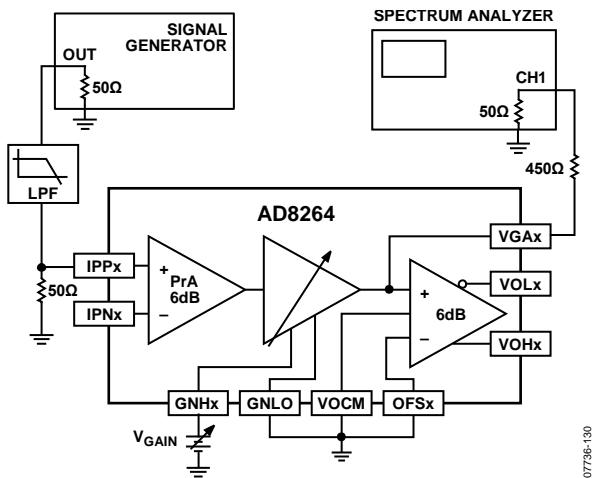 SIGNAL
GENERATOR
OUT
50Ω
SPECTRUM ANALYZER
CH1
50Ω
450Ω
LPF
AD8264
50Ω
IPPx
IPNx
+
PrA
6dB
–
+
6dB
–
VGAx
VOLx
VOHx
GNHx
GNLO
VOCM
OFSx
VGAIN
07736-130